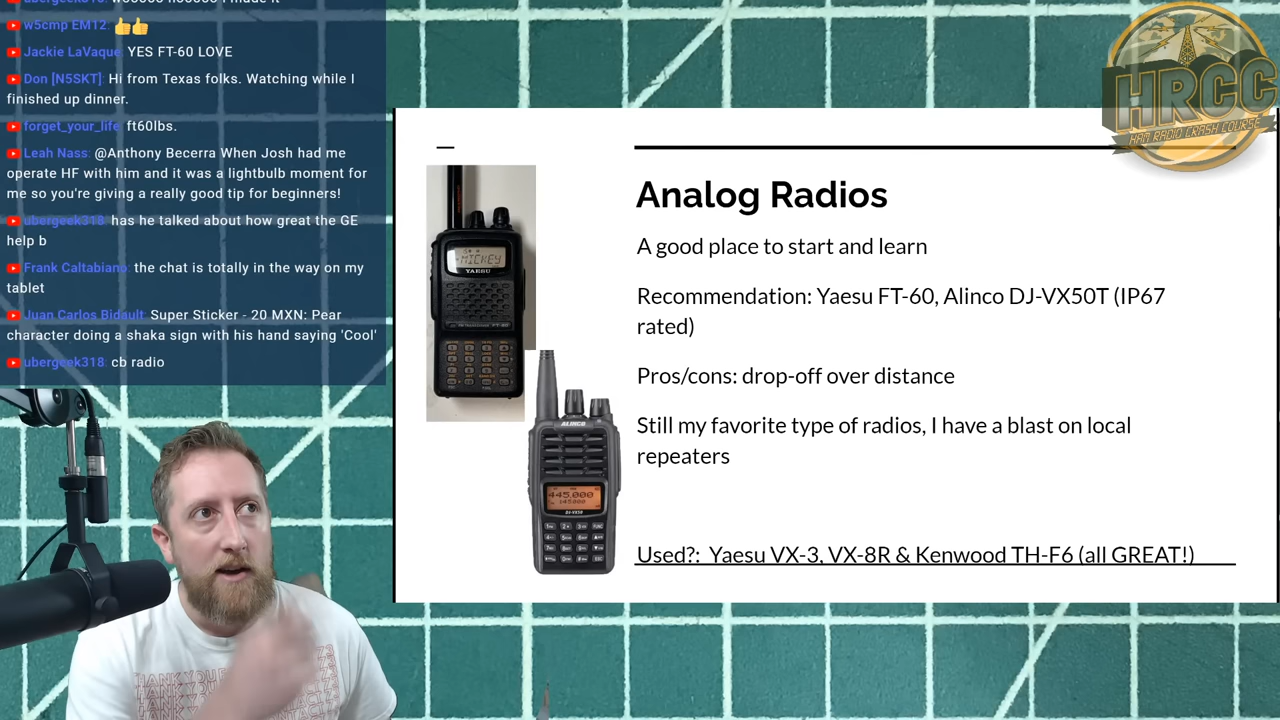 w5cmp EM12:
Jackie LaVaque: YES FT-60 LOVE
Don [N5SKT]: Hi from Texas folks. Watching while I
finished up dinner.
forget_your_life: ft60lbs.
Leah Nass: @Anthony Becerra When Josh had me
operate HF with him and it was a lightbulb moment for
me so you're giving a really good tip for beginners!
ubergeek318: has he talked about how great the GE
help b
Frank Caltabiano: the chat is totally in the way on my
tablet
Juan Carlos Bidault: Super Sticker - 20 MXN: Pear
character doing a shaka sign with his hand saying 'Cool'
ubergeek318: cb radio
HRCC
HAM RADIO CRASH COURSE
Analog Radios
A good place to start and learn
Recommendation: Yaesu FT-60, Alinco DJ-VX50T (IP67
rated)
Pros/cons: drop-off over distance
Still my favorite type of radios, I have a blast on local
repeaters
Used?: Yaesu VX-3, VX-8R & Kenwood TH-F6 (all GREAT!)
MICKEY
YAESU
ALINCO
445.000
145.000
DJ-VX50